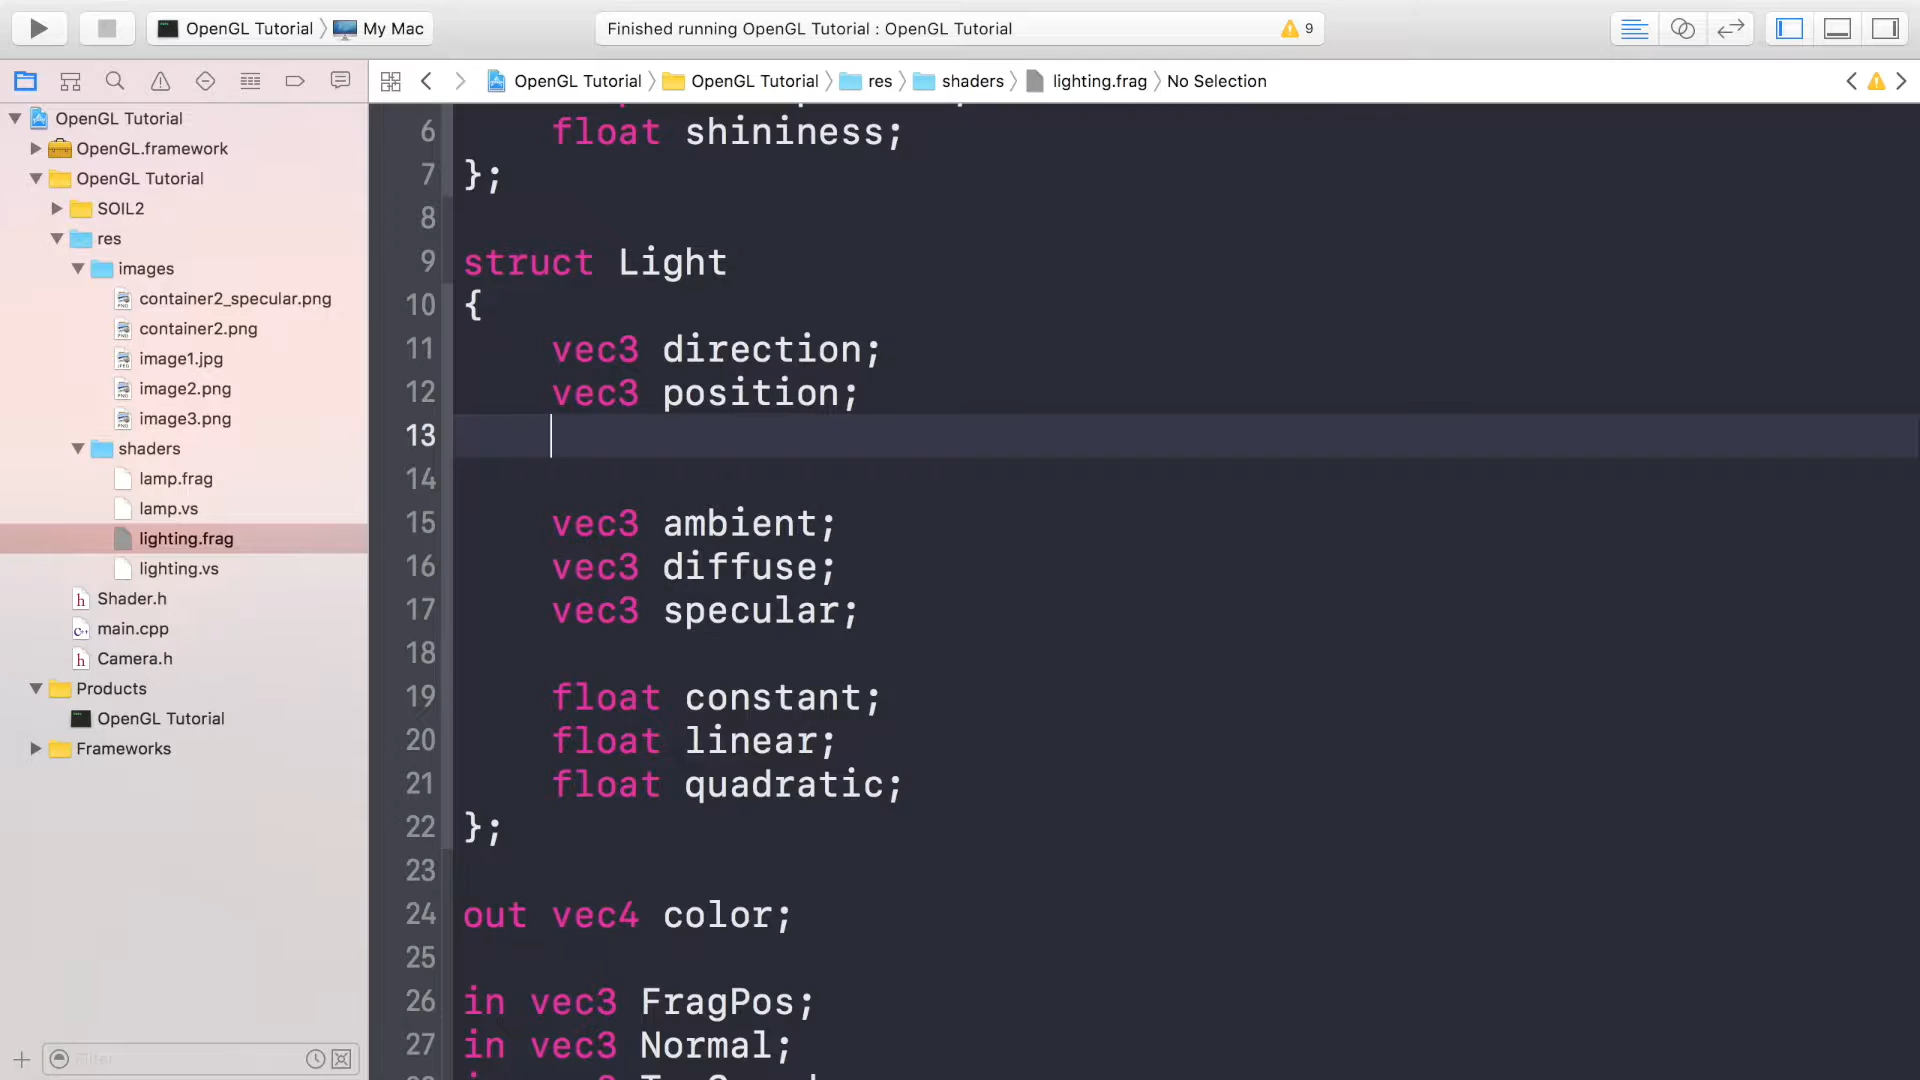 OpenGL Tutorial
My Mac
Finished running OpenGL Tutorial : OpenGL Tutorial
9
OpenGL Tutorial
OpenGL Tutorial
res
shaders
lighting.frag
No Selection
OpenGL Tutorial
OpenGL.framework
OpenGL Tutorial
SOIL2
res
images
container2_specular.png
container2.png
image1.jpg
image2.png
image3.png
shaders
lamp.frag
lamp.vs
lighting.frag
lighting.vs
Shader.h
main.cpp
Camera.h
Products
OpenGL Tutorial
Frameworks
Filter
6 float shininess;
7 };
8
9 struct Light
10 {
11 vec3 direction;
12 vec3 position;
13
14
15 vec3 ambient;
16 vec3 diffuse;
17 vec3 specular;
18
19 float constant;
20 float linear;
21 float quadratic;
22 };
23
24 out vec4 color;
25
26 in vec3 FragPos;
27 in vec3 Normal;